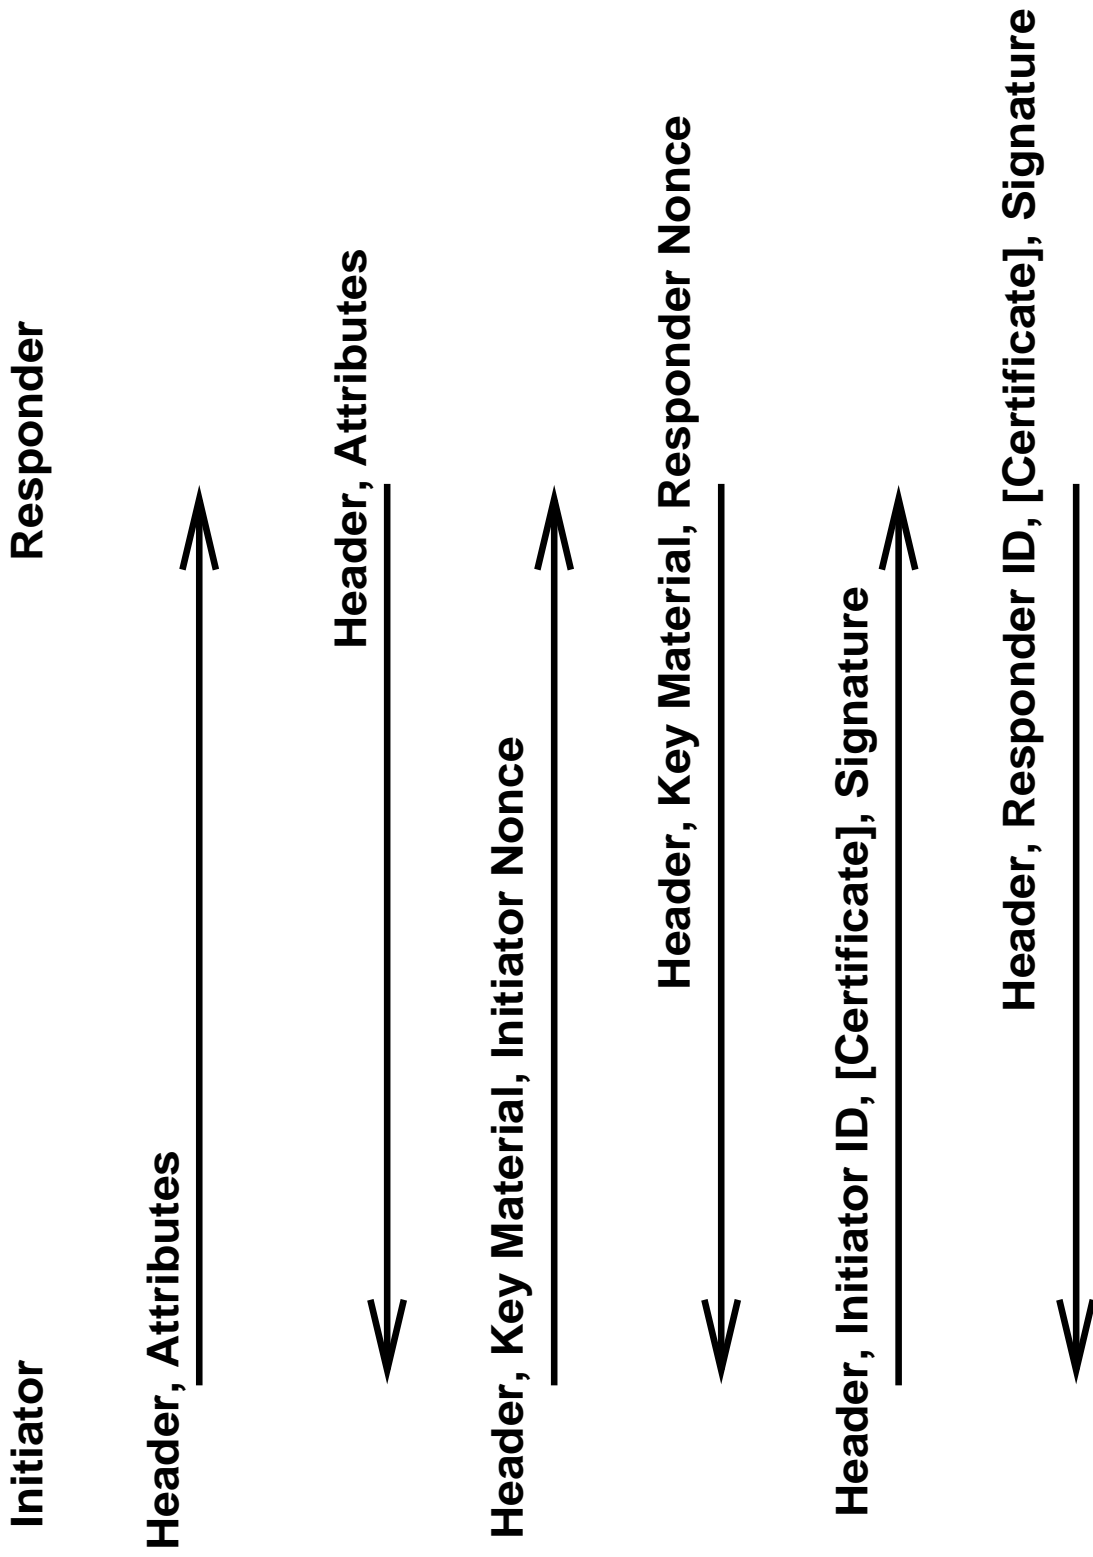 Initiator
Responder
Header, Attributes
Header, Attributes
Header, Key Material, Initiator Nonce
Header, Key Material, Responder Nonce
Header, Initiator ID, [Certificate], Signature
Header, Responder ID, [Certificate], Signature